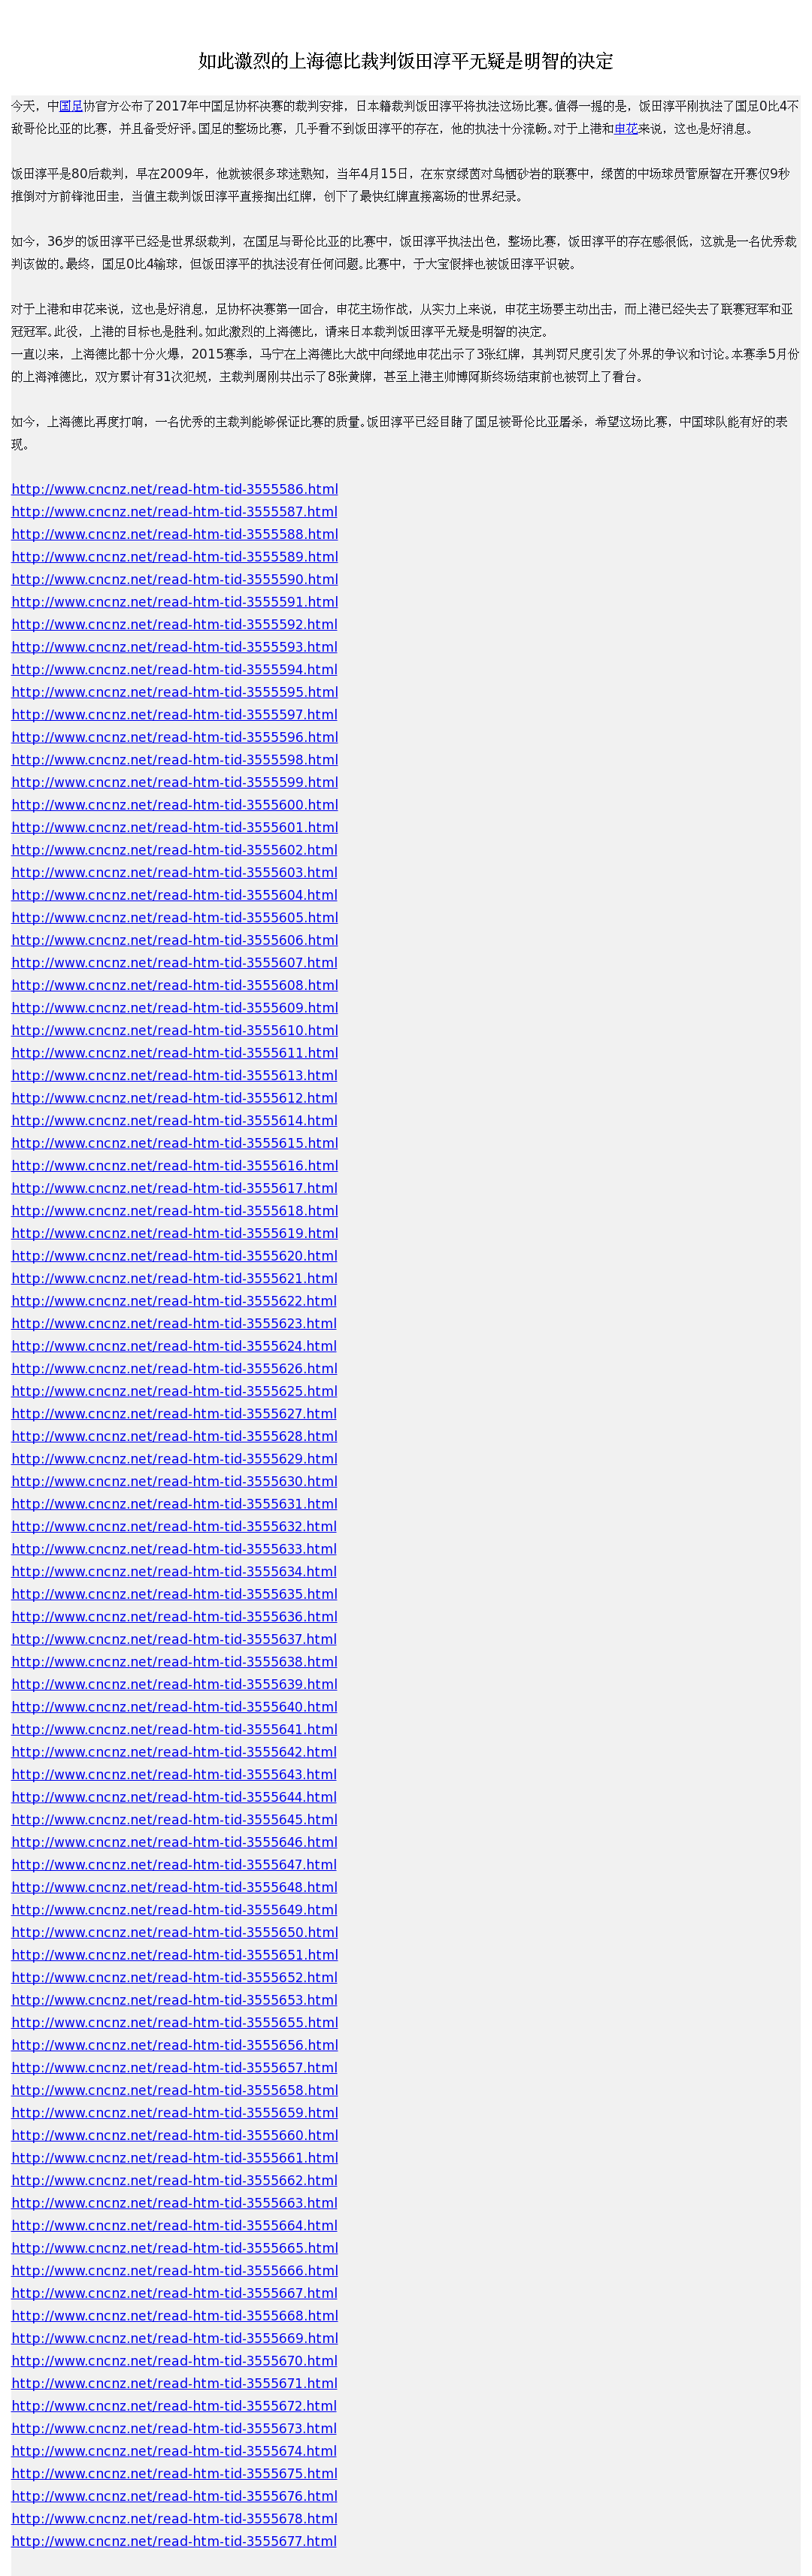 如此激烈的上海德比裁判饭田淳平无疑是明智的决定
今天，中国足协官方公布了2017年中国足协杯决赛的裁判安排，日本籍裁判饭田淳平将执法这场比赛。值得一提的是，饭田淳平刚执法了国足0比4不
敌哥伦比亚的比赛，并且备受好评。国足的整场比赛，几乎看不到饭田淳平的存在，他的执法十分流畅。对于上港和申花来说，这也是好消息。
饭田淳平是80后裁判，早在2009年，他就被很多球迷熟知，当年4月15日，在东京绿茵对鸟栖砂岩的联赛中，绿茵的中场球员菅原智在开赛仅9秒
推倒对方前锋池田圭，当值主裁判饭田淳平直接掏出红牌，创下了最快红牌直接离场的世界纪录。
如今，36岁的饭田淳平已经是世界级裁判，在国足与哥伦比亚的比赛中，饭田淳平执法出色，整场比赛，饭田淳平的存在感很低，这就是一名优秀裁
判该做的。最终，国足0比4输球，但饭田淳平的执法没有任何问题。比赛中，于大宝假摔也被饭田淳平识破。
对于上港和申花来说，这也是好消息，足协杯决赛第一回合，申花主场作战，从实力上来说，申花主场要主动出击，而上港已经失去了联赛冠军和亚
冠冠军。此役，上港的目标也是胜利。如此激烈的上海德比，请来日本裁判饭田淳平无疑是明智的决定。
一直以来，上海德比都十分火爆，2015赛季，马宁在上海德比大战中向绿地申花出示了3张红牌，其判罚尺度引发了外界的争议和讨论。本赛季5月份
的上海滩德比，双方累计有31次犯规，主裁判周刚共出示了8张黄牌，甚至上港主帅博阿斯终场结束前也被罚上了看台。
如今，上海德比再度打响，一名优秀的主裁判能够保证比赛的质量。饭田淳平已经目睹了国足被哥伦比亚屠杀，希望这场比赛，中国球队能有好的表
现。
http://www.cncnz.net/read-htm-tid-3555586.html
http://www.cncnz.net/read-htm-tid-3555587.html
http://www.cncnz.net/read-htm-tid-3555588.html
http://www.cncnz.net/read-htm-tid-3555589.html
http://www.cncnz.net/read-htm-tid-3555590.html
http://www.cncnz.net/read-htm-tid-3555591.html
http://www.cncnz.net/read-htm-tid-3555592.html
http://www.cncnz.net/read-htm-tid-3555593.html
http://www.cncnz.net/read-htm-tid-3555594.html
http://www.cncnz.net/read-htm-tid-3555595.html
http://www.cncnz.net/read-htm-tid-3555597.html
http://www.cncnz.net/read-htm-tid-3555596.html
http://www.cncnz.net/read-htm-tid-3555598.html
http://www.cncnz.net/read-htm-tid-3555599.html
http://www.cncnz.net/read-htm-tid-3555600.html
http://www.cncnz.net/read-htm-tid-3555601.html
http://www.cncnz.net/read-htm-tid-3555602.html
http://www.cncnz.net/read-htm-tid-3555603.html
http://www.cncnz.net/read-htm-tid-3555604.html
http://www.cncnz.net/read-htm-tid-3555605.html
http://www.cncnz.net/read-htm-tid-3555606.html
http://www.cncnz.net/read-htm-tid-3555607.html
http://www.cncnz.net/read-htm-tid-3555608.html
http://www.cncnz.net/read-htm-tid-3555609.html
http://www.cncnz.net/read-htm-tid-3555610.html
http://www.cncnz.net/read-htm-tid-3555611.html
http://www.cncnz.net/read-htm-tid-3555613.html
http://www.cncnz.net/read-htm-tid-3555612.html
http://www.cncnz.net/read-htm-tid-3555614.html
http://www.cncnz.net/read-htm-tid-3555615.html
http://www.cncnz.net/read-htm-tid-3555616.html
http://www.cncnz.net/read-htm-tid-3555617.html
http://www.cncnz.net/read-htm-tid-3555618.html
http://www.cncnz.net/read-htm-tid-3555619.html
http://www.cncnz.net/read-htm-tid-3555620.html
http://www.cncnz.net/read-htm-tid-3555621.html
http://www.cncnz.net/read-htm-tid-3555622.html
http://www.cncnz.net/read-htm-tid-3555623.html
http://www.cncnz.net/read-htm-tid-3555624.html
http://www.cncnz.net/read-htm-tid-3555626.html
http://www.cncnz.net/read-htm-tid-3555625.html
http://www.cncnz.net/read-htm-tid-3555627.html
http://www.cncnz.net/read-htm-tid-3555628.html
http://www.cncnz.net/read-htm-tid-3555629.html
http://www.cncnz.net/read-htm-tid-3555630.html
http://www.cncnz.net/read-htm-tid-3555631.html
http://www.cncnz.net/read-htm-tid-3555632.html
http://www.cncnz.net/read-htm-tid-3555633.html
http://www.cncnz.net/read-htm-tid-3555634.html
http://www.cncnz.net/read-htm-tid-3555635.html
http://www.cncnz.net/read-htm-tid-3555636.html
http://www.cncnz.net/read-htm-tid-3555637.html
http://www.cncnz.net/read-htm-tid-3555638.html
http://www.cncnz.net/read-htm-tid-3555639.html
http://www.cncnz.net/read-htm-tid-3555640.html
http://www.cncnz.net/read-htm-tid-3555641.html
http://www.cncnz.net/read-htm-tid-3555642.html
http://www.cncnz.net/read-htm-tid-3555643.html
http://www.cncnz.net/read-htm-tid-3555644.html
http://www.cncnz.net/read-htm-tid-3555645.html
http://www.cncnz.net/read-htm-tid-3555646.html
http://www.cncnz.net/read-htm-tid-3555647.html
http://www.cncnz.net/read-htm-tid-3555648.html
http://www.cncnz.net/read-htm-tid-3555649.html
http://www.cncnz.net/read-htm-tid-3555650.html
http://www.cncnz.net/read-htm-tid-3555651.html
http://www.cncnz.net/read-htm-tid-3555652.html
http://www.cncnz.net/read-htm-tid-3555653.html
http://www.cncnz.net/read-htm-tid-3555655.html
http://www.cncnz.net/read-htm-tid-3555656.html
http://www.cncnz.net/read-htm-tid-3555657.html
http://www.cncnz.net/read-htm-tid-3555658.html
http://www.cncnz.net/read-htm-tid-3555659.html
http://www.cncnz.net/read-htm-tid-3555660.html
http://www.cncnz.net/read-htm-tid-3555661.html
http://www.cncnz.net/read-htm-tid-3555662.html
http://www.cncnz.net/read-htm-tid-3555663.html
http://www.cncnz.net/read-htm-tid-3555664.html
http://www.cncnz.net/read-htm-tid-3555665.html
http://www.cncnz.net/read-htm-tid-3555666.html
http://www.cncnz.net/read-htm-tid-3555667.html
http://www.cncnz.net/read-htm-tid-3555668.html
http://www.cncnz.net/read-htm-tid-3555669.html
http://www.cncnz.net/read-htm-tid-3555670.html
http://www.cncnz.net/read-htm-tid-3555671.html
http://www.cncnz.net/read-htm-tid-3555672.html
http://www.cncnz.net/read-htm-tid-3555673.html
http://www.cncnz.net/read-htm-tid-3555674.html
http://www.cncnz.net/read-htm-tid-3555675.html
http://www.cncnz.net/read-htm-tid-3555676.html
http://www.cncnz.net/read-htm-tid-3555678.html
http://www.cncnz.net/read-htm-tid-3555677.html